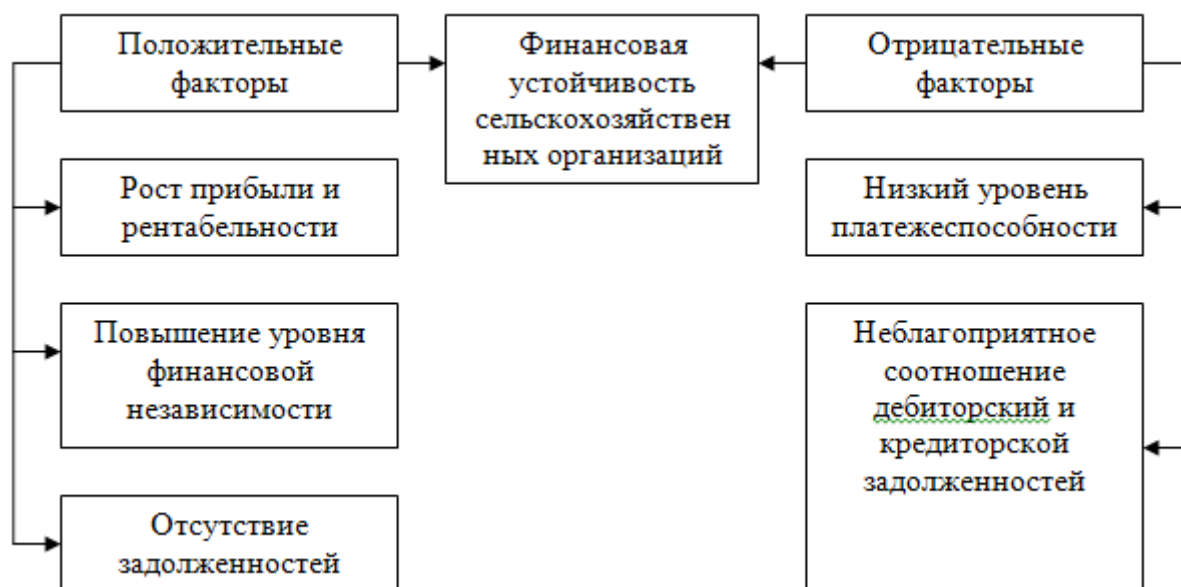 Положительные
факторы
Финансовая
устойчивость
сельскохозяйствен
ных организаций
Отрицательные
факторы
Рост прибыли и
рентабельности
Низкий уровень
платежеспособности
Повышение уровня
финансовой
независимости
Неблагоприятное
соотношение
дебиторский и
кредиторской
задолженностей
Отсутствие
задолженностей